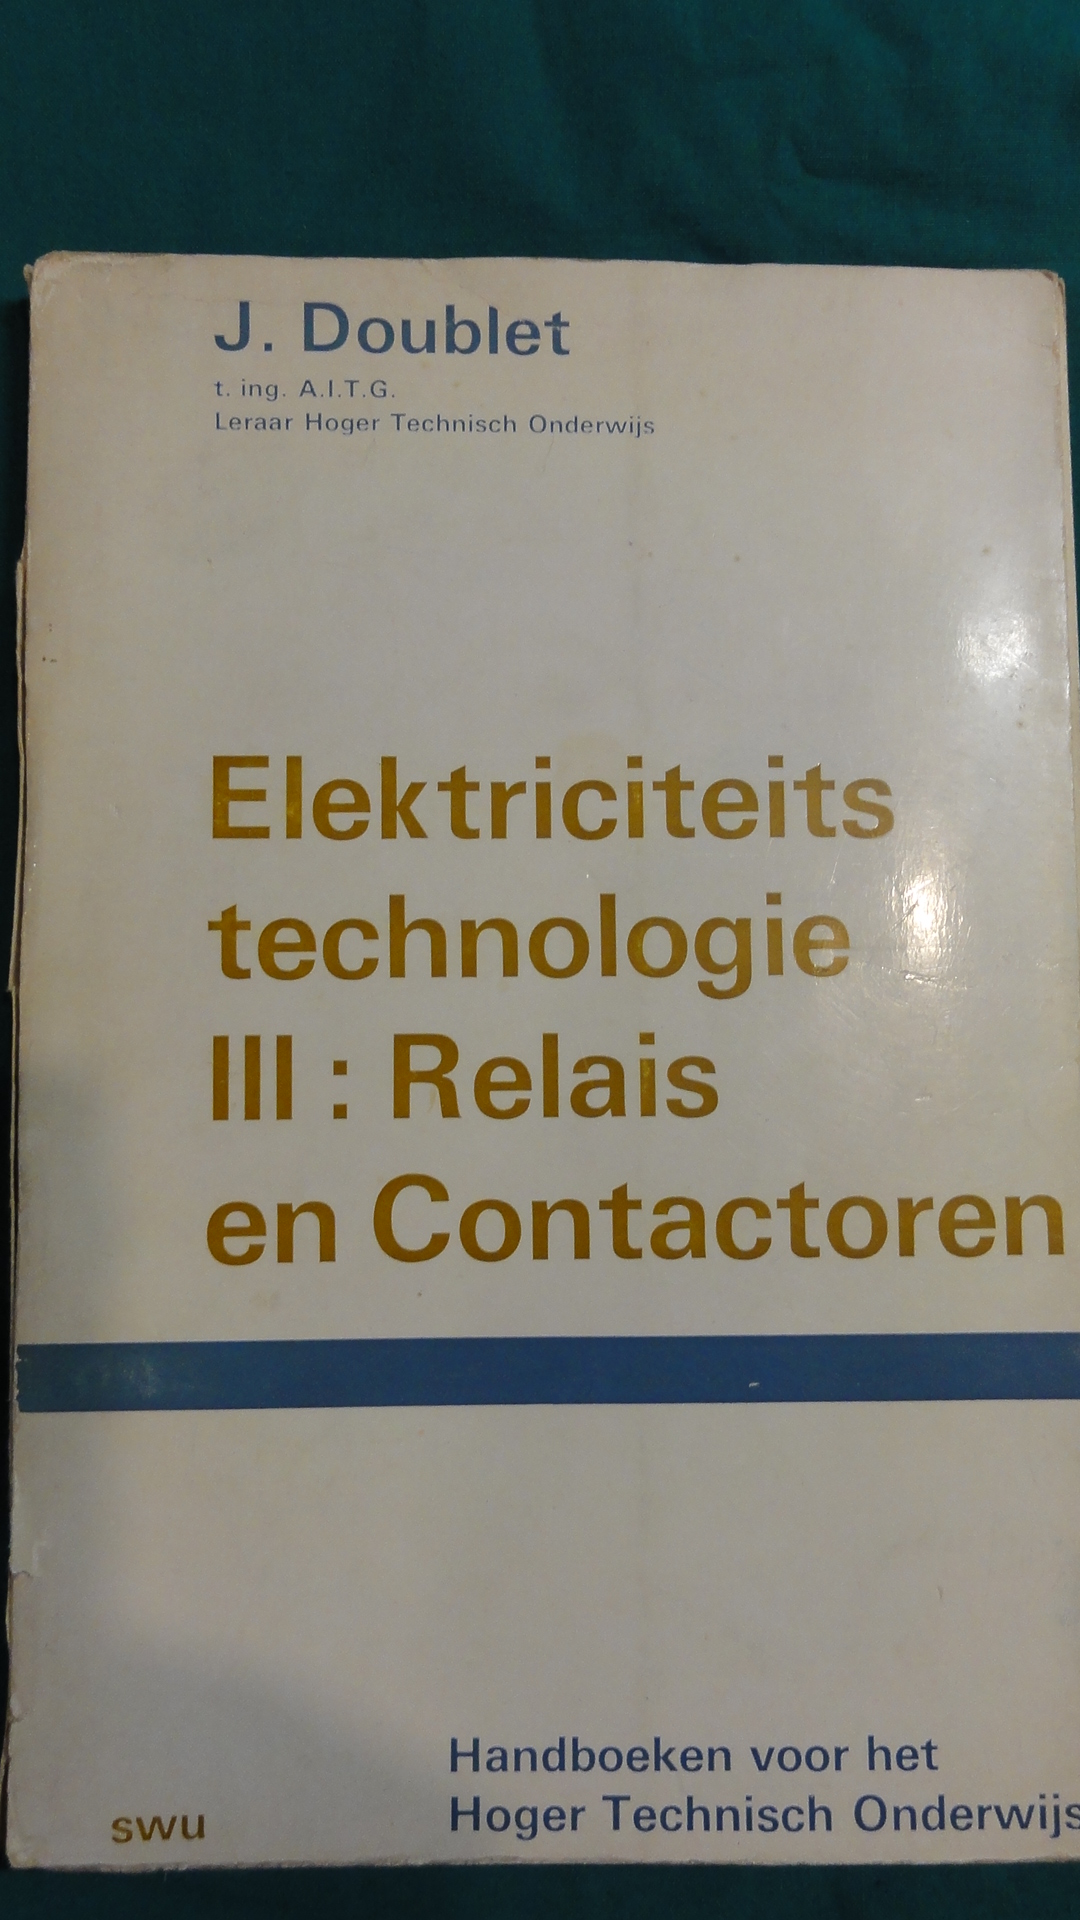 J. Doublet
t. ing. A.I.T.G.
Leraar Hoger Technisch Onderwijs
Elektriciteits
technologie
III : Relais
en Contactoren
Handboeken voor het
Hoger Technisch Onderwijs
swu